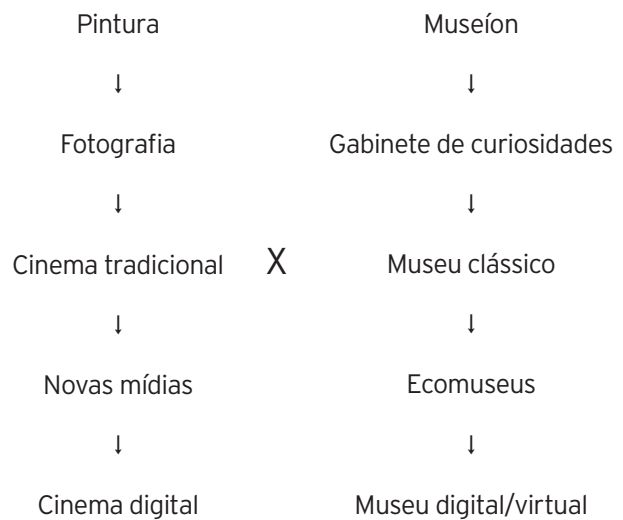 Pintura Museíon
↓ ↓
Fotografia Gabinete de curiosidades
↓ ↓
Cinema tradicional X Museu clássico
↓ ↓
Novas mídias Ecomuseus
↓ ↓
Cinema digital Museu digital/virtual